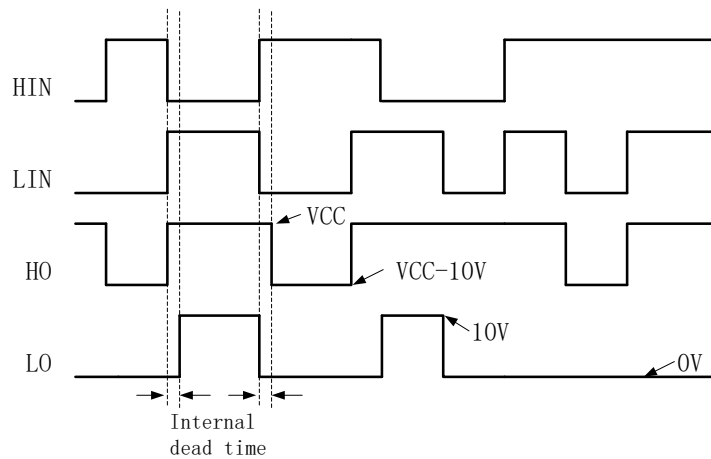 HIN
LIN
VCC
HO
VCC-10V
10V
LO
0V
Internal
dead time